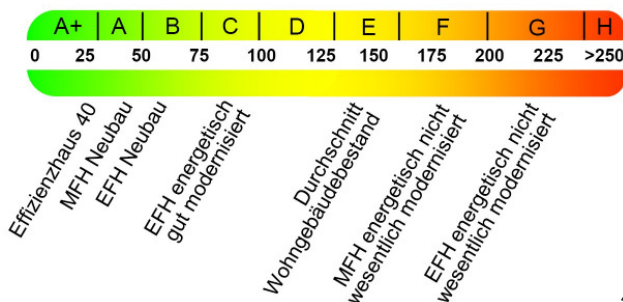 A+ A B C D E F G H
0 25 50 75 100 125 150 175 200 225 >250
Effizienzhaus 40
MFH Neubau
EFH Neubau
EFH energetisch
gut modernisiert
Durchschnitt
Wohngebäudebestand
MFH energetisch nicht
wesentlich modernisiert
EFH energetisch nicht
wesentlich modernisiert